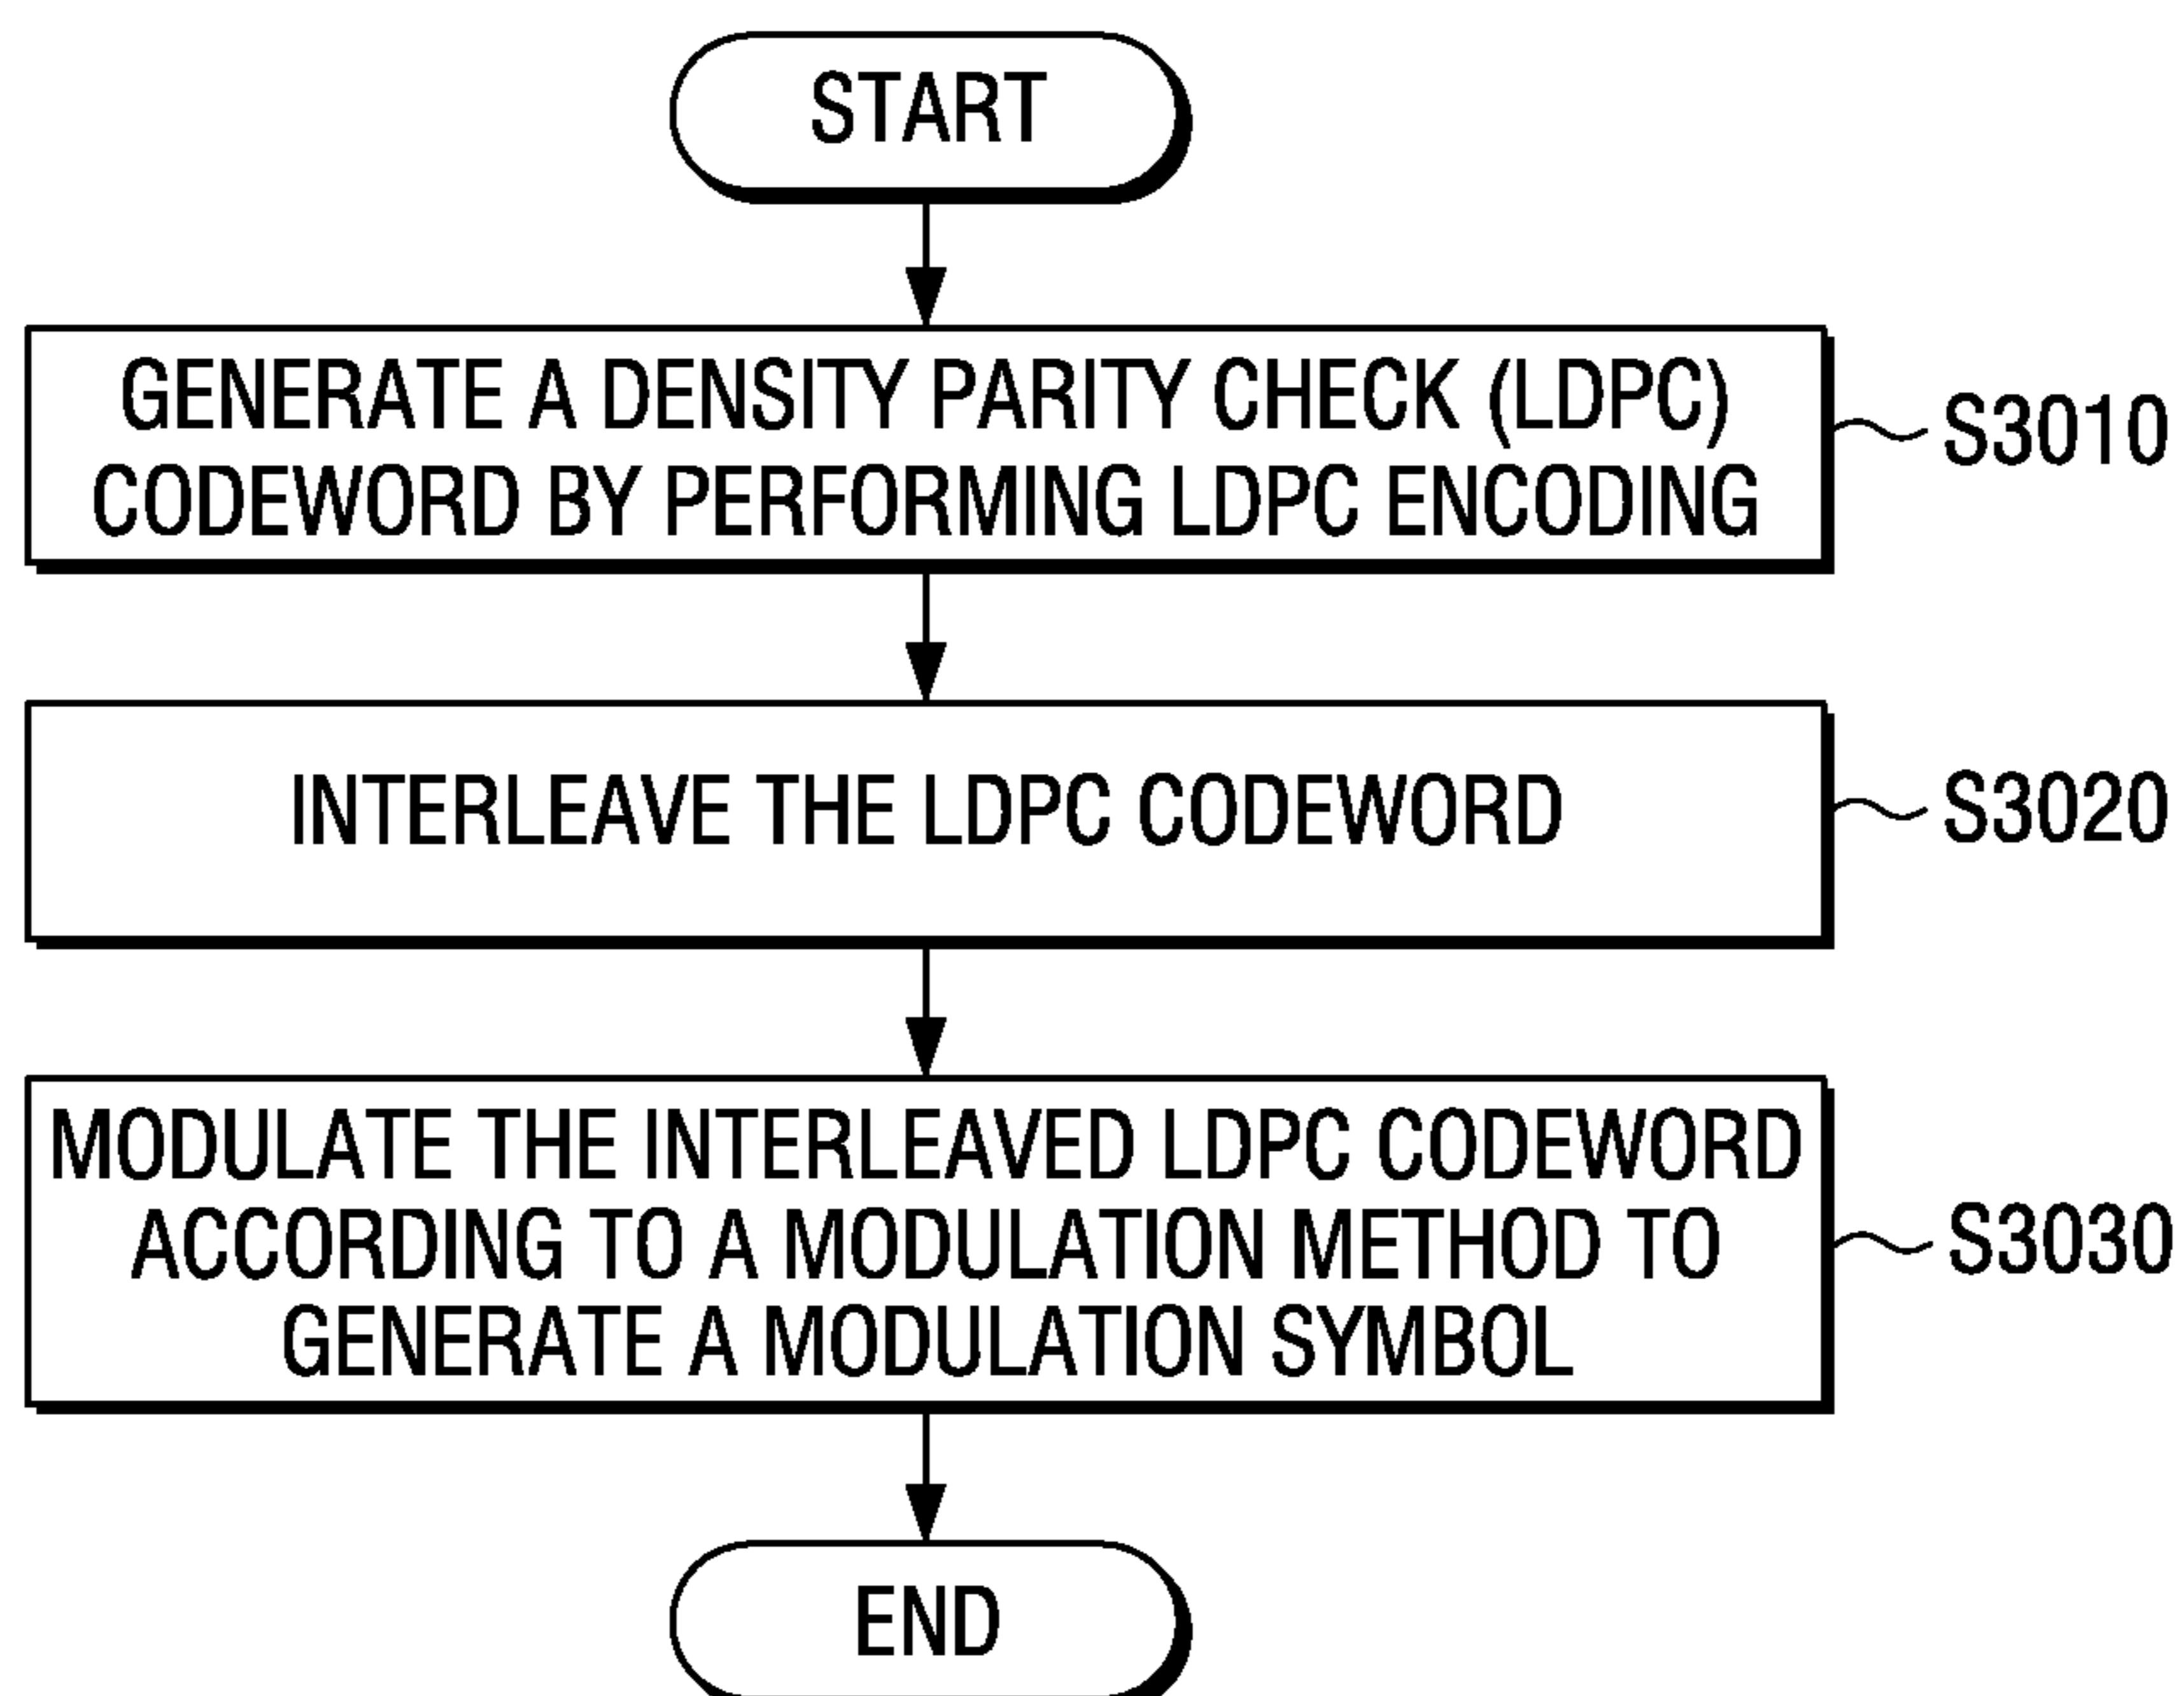 START
GENERATE A DENSITY PARITY CHECK (LDPC)
CODEWORD BY PERFORMING LDPC ENCODING
S3010
INTERLEAVE THE LDPC CODEWORD
S3020
MODULATE THE INTERLEAVED LDPC CODEWORD
ACCORDING TO A MODULATION METHOD TO
GENERATE A MODULATION SYMBOL
S3030
END